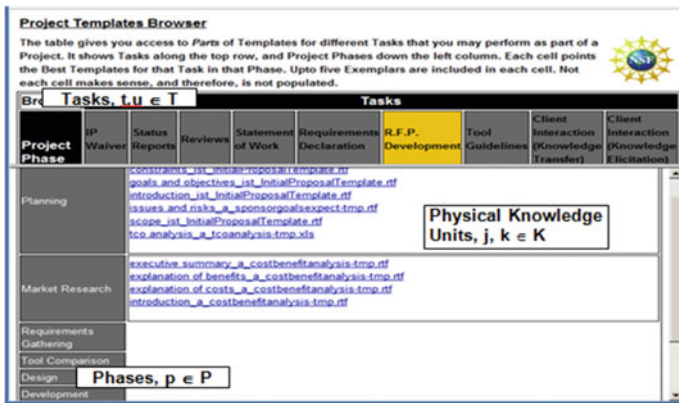 Project Templates Browser
The table gives you access to Parts of Templates for different Tasks that you may perform as part of a
Project. It shows Tasks along the top row, and Project Phases down the left column. Each cell points
the Best Templates for that Task in that Phase. Upto five Exemplars are included in each cell. Not
each cell makes sense, and therefore, is not populated.
NSF
Tasks, t,u ∈ T
Tasks
Project Phase
IP Waiver
Status Reports
Reviews
Statement of Work
Requirements Declaration
R.F.P. Development
Tool Guidelines
Client Interaction (Knowledge Transfer)
Client Interaction (Knowledge Elicitation)
Planning
constraints_ist_InitialProposalTemplate.rtf
goals and objectives_ist_InitialProposalTemplate.rtf
introduction_ist_InitialProposalTemplate.rtf
issues and risks_a_sponsorgoalsexpect-tmp.rtf
scope_ist_InitialProposalTemplate.rtf
tco analysis_a_tcoanalysis-tmp.xls
Physical Knowledge
Units, j, k ∈ K
Market Research
executive summary_a_costbenefitanalysis-tmp.rtf
explanation of benefits_a_costbenefitanalysis-tmp.rtf
explanation of costs_a_costbenefitanalysis-tmp.rtf
introduction_a_costbenefitanalysis-tmp.rtf
Requirements
Gathering
Tool Comparison
Design
Phases, p ∈ P
Development